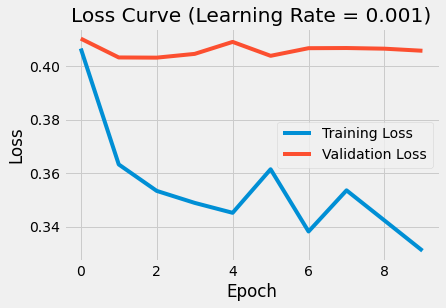 Loss Curve (Learning Rate = 0.001)
0.40
0.38
0.36
0.34
Loss
Training Loss
Validation Loss
0 2 4 6 8
Epoch